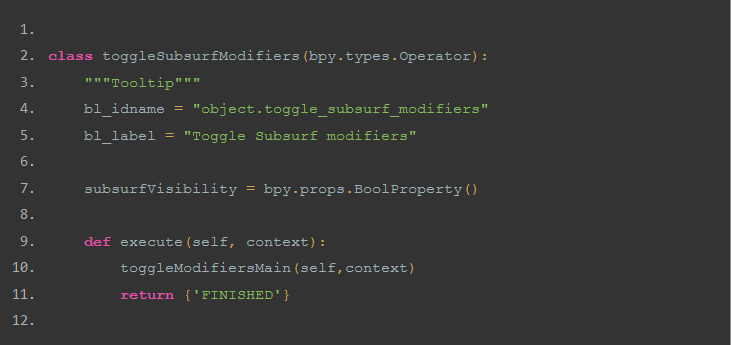 1.
2. class toggleSubsurfModifiers(bpy.types.Operator):
3.     """Tooltip"""
4.     bl_idname = "object.toggle_subsurf_modifiers"
5.     bl_label = "Toggle Subsurf modifiers"
6.
7.     subsurfVisibility = bpy.props.BoolProperty()
8.
9.     def execute(self, context):
10.         toggleModifiersMain(self,context)
11.         return {'FINISHED'}
12.